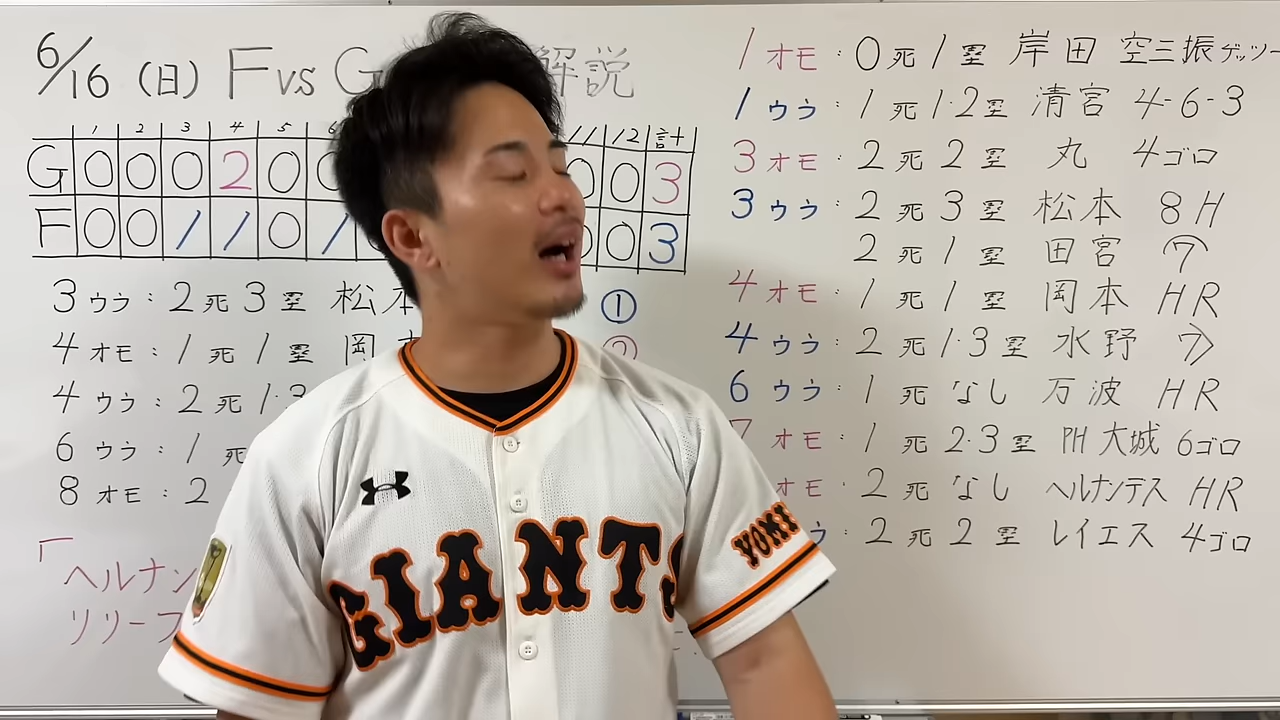 6/16 (日) F vs G 解説
1 2 3 4 5 6 11 12 計
G 0 0 0 2 0 0 0 3
F 0 0 1 1 0 1 0 3
3 ウラ : 2 死 3 塁 松本 ①
4 オモ : 1 死 1 塁 岡 ②
4 ウラ : 2 死 1・3
6 ウラ : 1 死
8 オモ : 2
「ヘルナン
リリーフ
1 オモ : 0 死 1 塁 岸田 空三振ゲッツー
1 ウラ : 1 死 1・2 塁 清宮 4-6-3
3 オモ : 2 死 2 塁 丸 4ゴロ
3 ウラ : 2 死 3 塁 松本 8H
2 死 1 塁 田宮 7
4 オモ : 1 死 1 塁 岡本 HR
4 ウラ : 2 死 1・3 塁 水野 7
6 ウラ : 1 死 なし 万波 HR
7 オモ : 1 死 2・3 塁 PH 大城 6ゴロ
オモ : 2 死 なし ヘルナンデス HR
ウ : 2 死 2 塁 レイエス 4ゴロ
GIANTS
YOMI